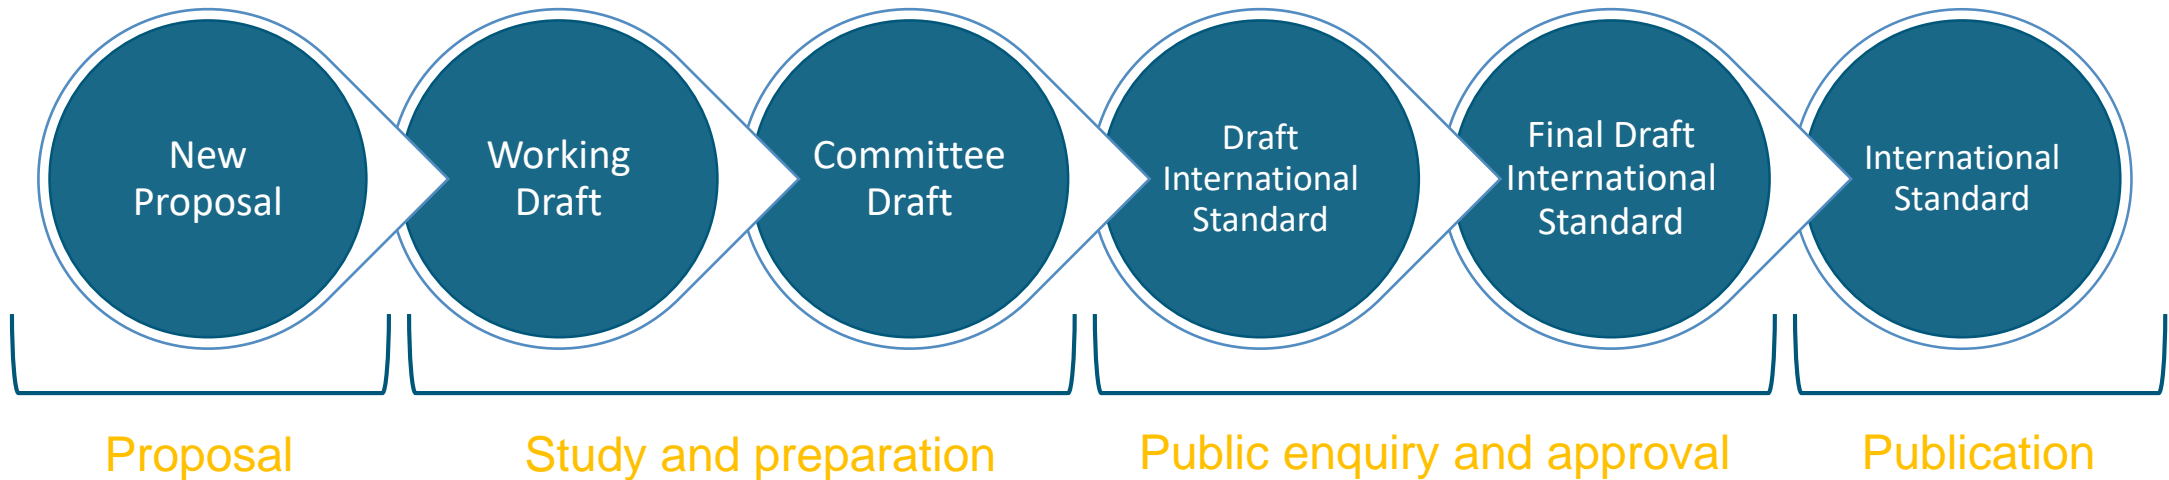 New
Proposal
Working
Draft
Committee
Draft
Draft
International
Standard
Final Draft
International
Standard
International
Standard
Proposal
Study and preparation
Public enquiry and approval
Publication